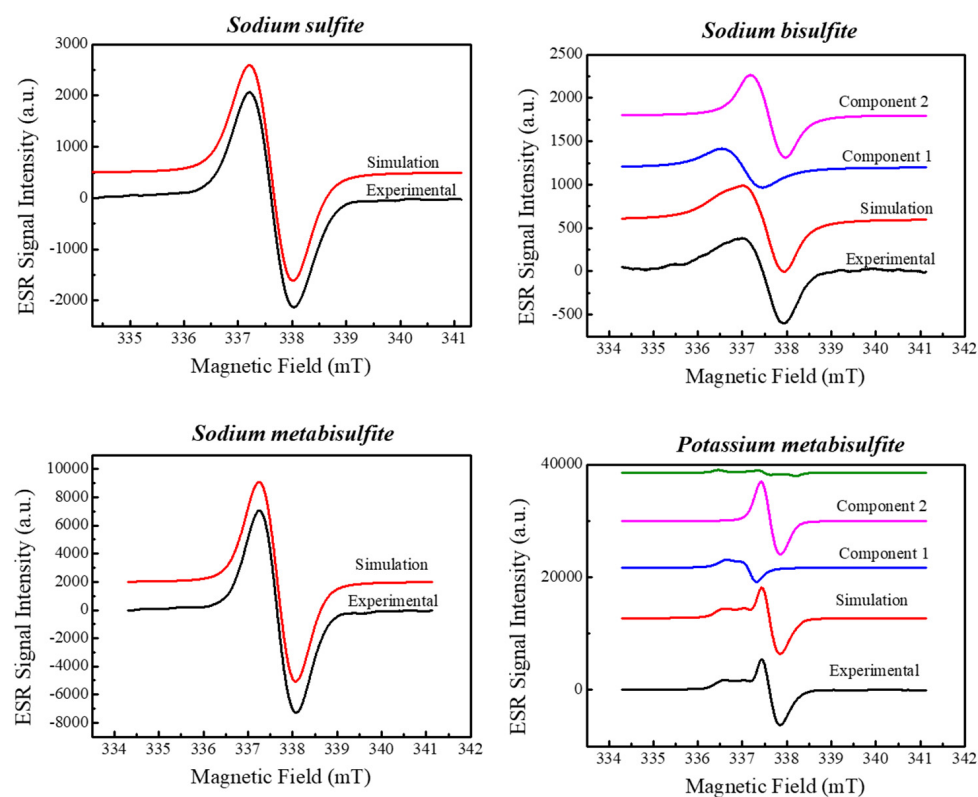 Sodium sulfite
3000
2000
1000
0
-1000
-2000
ESR Signal Intensity (a.u.)
Simulation
Experimental
335 336 337 338 339 340 341
Magnetic Field (mT)
Sodium bisulfite
2500
2000
1500
1000
500
0
-500
ESR Signal Intensity (a.u.)
Component 2
Component 1
Simulation
Experimental
334 335 336 337 338 339 340 341 342
Magnetic Field (mT)
Sodium metabisulfite
10000
8000
6000
4000
2000
0
-2000
-4000
-6000
-8000
ESR Signal Intensity (a.u.)
Simulation
Experimental
334 335 336 337 338 339 340 341 342
Magnetic Field (mT)
Potassium metabisulfite
40000
20000
0
ESR Signal Intensity (a.u.)
Component 2
Component 1
Simulation
Experimental
334 335 336 337 338 339 340 341 342
Magnetic Field (mT)